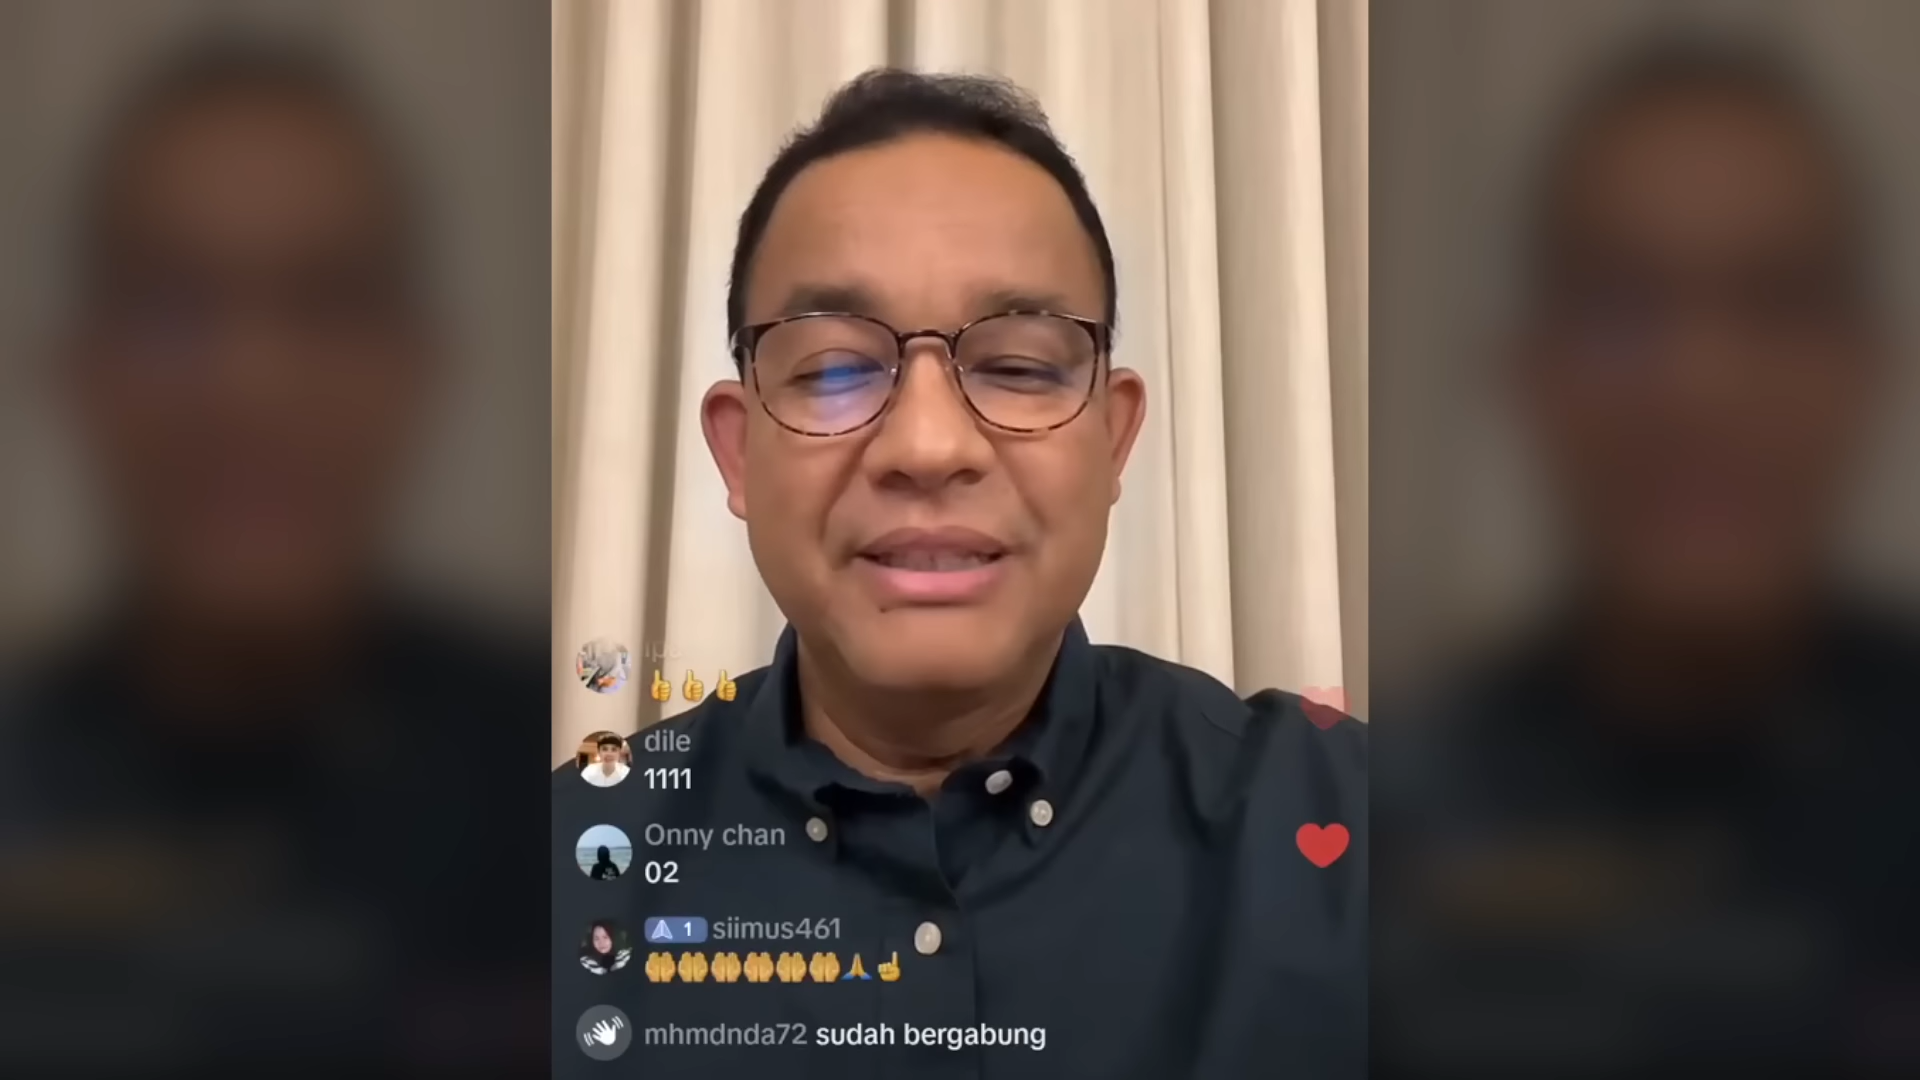 👍👍👍
dile
1111
Onny chan
02
1 siimus461
🤲🤲🤲🤲🤲🤲🙏☝
mhmdnda72 sudah bergabung